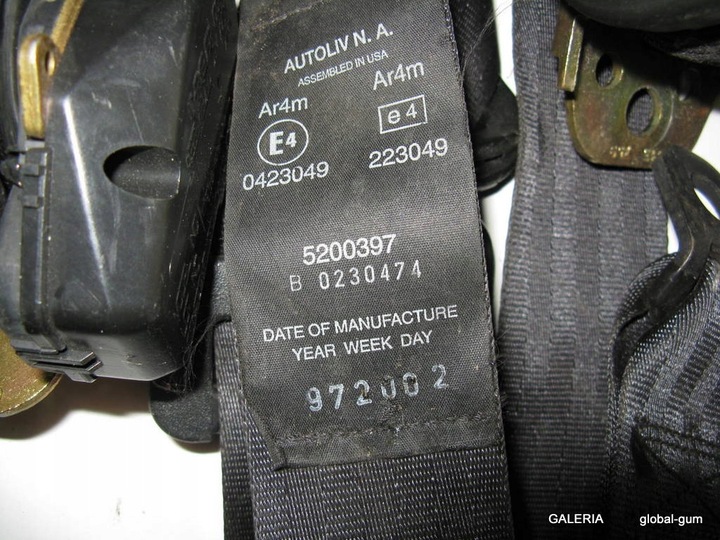 AUTOLIV N. A.
ASSEMBLED IN USA
Ar4m Ar4m
E4 e4
0423049 223049
5200397
B 0230474
DATE OF MANUFACTURE
YEAR WEEK DAY
972002
GALERIA global-gum